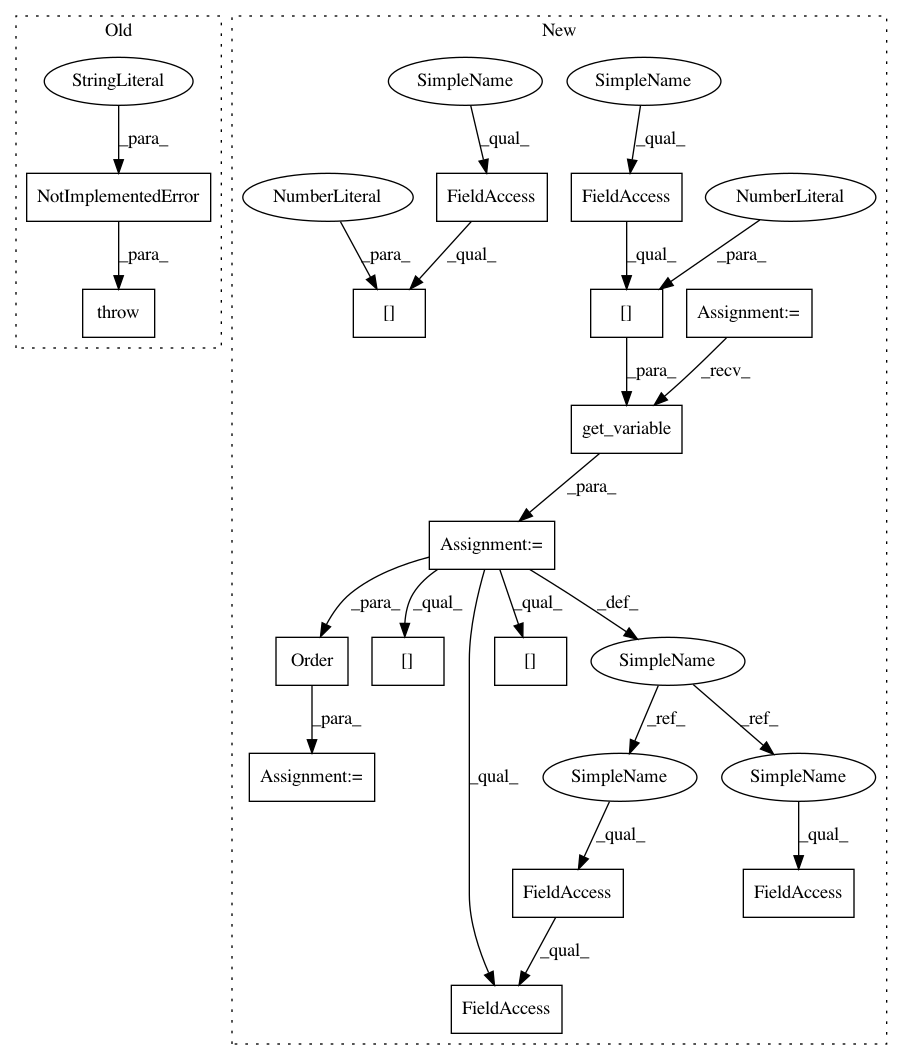 Old
New
StringLiteral
SimpleName
SimpleName
_para_
_qual_
_qual_
NotImplementedError
NumberLiteral
FieldAccess
FieldAccess
NumberLiteral
_para_
_para_
_qual_
_qual_
_para_
throw
[]
[]
Assignment:=
_para_
_recv_
get_variable
_para_
Assignment:=
_para_
_qual_
_qual_
_def_
Order
[]
[]
SimpleName
_para_
_ref_
_ref_
Assignment:=
_qual_
SimpleName
SimpleName
_qual_
_qual_
FieldAccess
FieldAccess
_qual_
FieldAccess